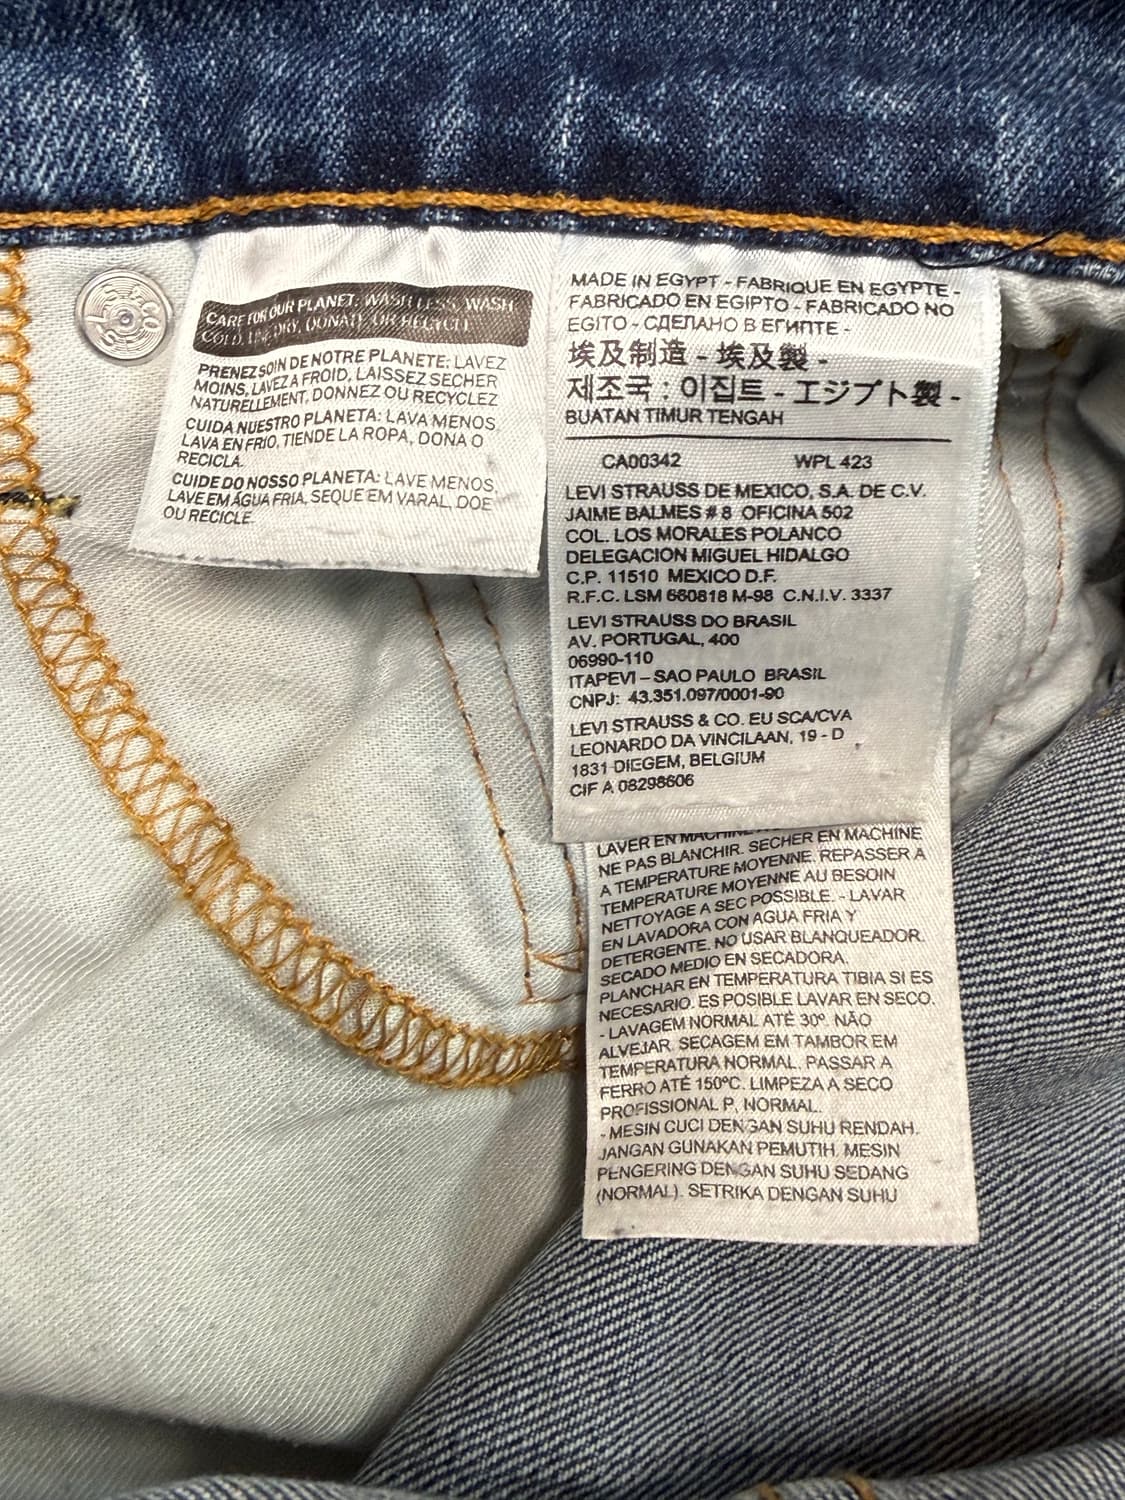 CARE FOR OUR PLANET: WASH LESS, WASH
COLD, LINE DRY, DONATE OR RECYCLE
PRENEZ SOIN DE NOTRE PLANETE: LAVEZ
MOINS, LAVEZ A FROID, LAISSEZ SECHER
NATURELLEMENT, DONNEZ OU RECYCLEZ
CUIDA NUESTRO PLANETA: LAVA MENOS,
LAVA EN FRIO, TIENDE LA ROPA, DONA O
RECICLA.
CUIDE DO NOSSO PLANETA: LAVE MENOS,
LAVE EM ÁGUA FRIA, SEQUE EM VARAL, DOE
OU RECICLE.
MADE IN EGYPT - FABRIQUE EN EGYPTE -
FABRICADO EN EGIPTO - FABRICADO NO
EGITO - СДЕЛАНО В ЕГИПТЕ -
埃及制造 - 埃及製 -
제조국 : 이집트 - エジプト製 -
BUATAN TIMUR TENGAH
CA00342 WPL 423
LEVI STRAUSS DE MEXICO, S.A. DE C.V.
JAIME BALMES # 8 OFICINA 502
COL. LOS MORALES POLANCO
DELEGACION MIGUEL HIDALGO
C.P. 11510 MEXICO D.F.
R.F.C. LSM 660818 M-98 C.N.I.V. 3337
LEVI STRAUSS DO BRASIL
AV. PORTUGAL, 400
06990-110
ITAPEVI – SAO PAULO BRASIL
CNPJ: 43.351.097/0001-90
LEVI STRAUSS & CO. EU SCA/CVA
LEONARDO DA VINCILAAN, 19 - D
1831 DIEGEM, BELGIUM
CIF A 08298606
LAVER EN MACHINE
NE PAS BLANCHIR. SECHER EN MACHINE
A TEMPERATURE MOYENNE. REPASSER A
TEMPERATURE MOYENNE AU BESOIN
NETTOYAGE A SEC POSSIBLE. - LAVAR
EN LAVADORA CON AGUA FRIA Y
DETERGENTE. NO USAR BLANQUEADOR.
SECADO MEDIO EN SECADORA.
PLANCHAR EN TEMPERATURA TIBIA SI ES
NECESARIO. ES POSIBLE LAVAR EN SECO.
- LAVAGEM NORMAL ATÉ 30º. NÃO
ALVEJAR. SECAGEM EM TAMBOR EM
TEMPERATURA NORMAL. PASSAR A
FERRO ATÉ 150ºC. LIMPEZA A SECO
PROFISSIONAL P, NORMAL.
- MESIN CUCI DENGAN SUHU RENDAH.
JANGAN GUNAKAN PEMUTIH. MESIN
PENGERING DENGAN SUHU SEDANG
(NORMAL). SETRIKA DENGAN SUHU